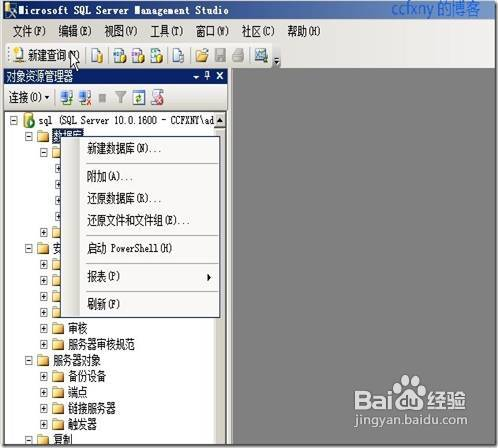 Microsoft SQL Server Management Studio
ccfxny 的博客
文件(F) 编辑(E) 视图(V) 工具(T) 窗口(W) 社区(C) 帮助(H)
新建查询(N)
对象资源管理器
连接(O)
sql (SQL Server 10.0.1600 - CCFXNY\ad
数据库
新建数据库(N)...
附加(A)...
还原数据库(R)...
还原文件和文件组(E)...
安
启动 PowerShell(H)
报表(P)
刷新(F)
审核
服务器审核规范
服务器对象
备份设备
端点
链接服务器
触发器
复制
Baidu 经验
jingyan.baidu.com